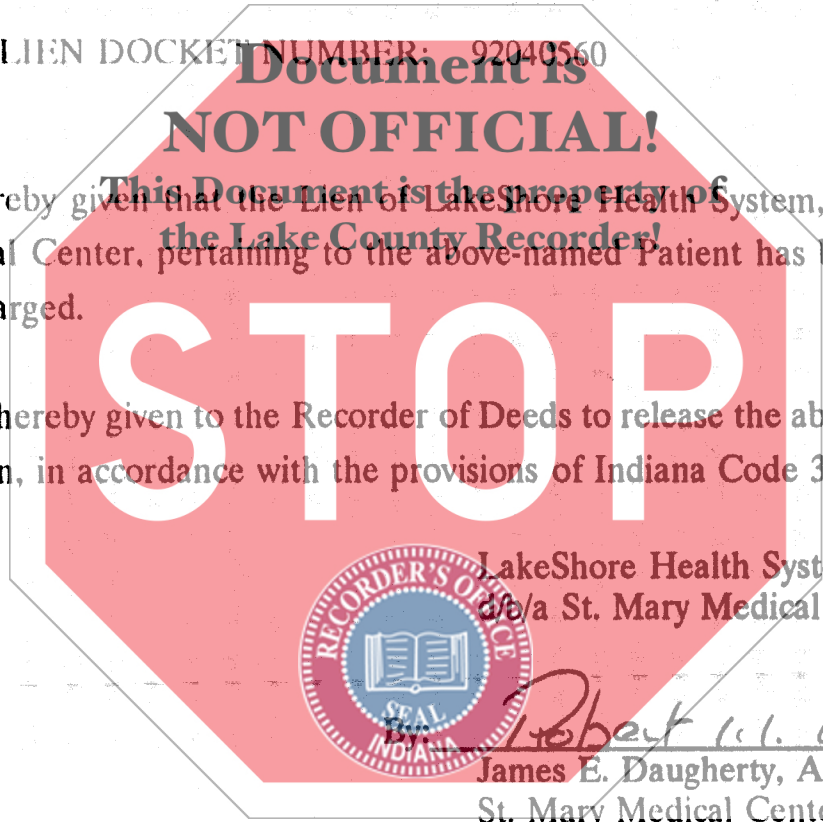 LIEN DOCKET NUMBER: 92040560
Document is
NOT OFFICIAL!
This Document is the property of
the Lake County Recorder!
eby given that the Lien of LakeShore Health System,
l Center, pertaining to the above-named Patient has
arged.
STOP
hereby given to the Recorder of Deeds to release the ab
n, in accordance with the provisions of Indiana Code 3
LakeShore Health Syst
d/b/a St. Mary Medical
RECORDER'S OFFICE
SEAL
INDIANA
By: Robert
James E. Daugherty, A
St. Mary Medical Cent